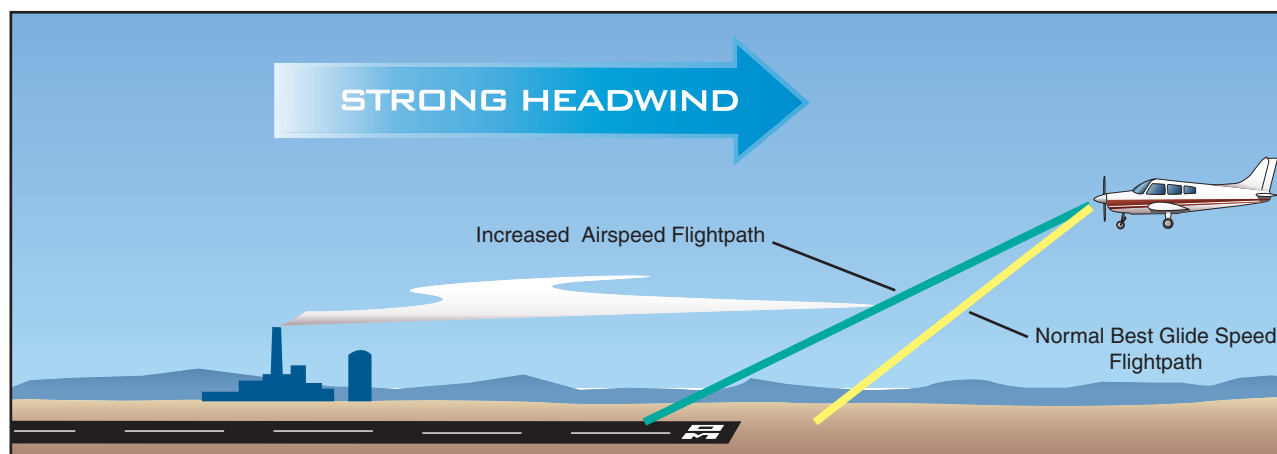 STRONG HEADWIND
Increased Airspeed Flightpath
Normal Best Glide Speed
Flightpath